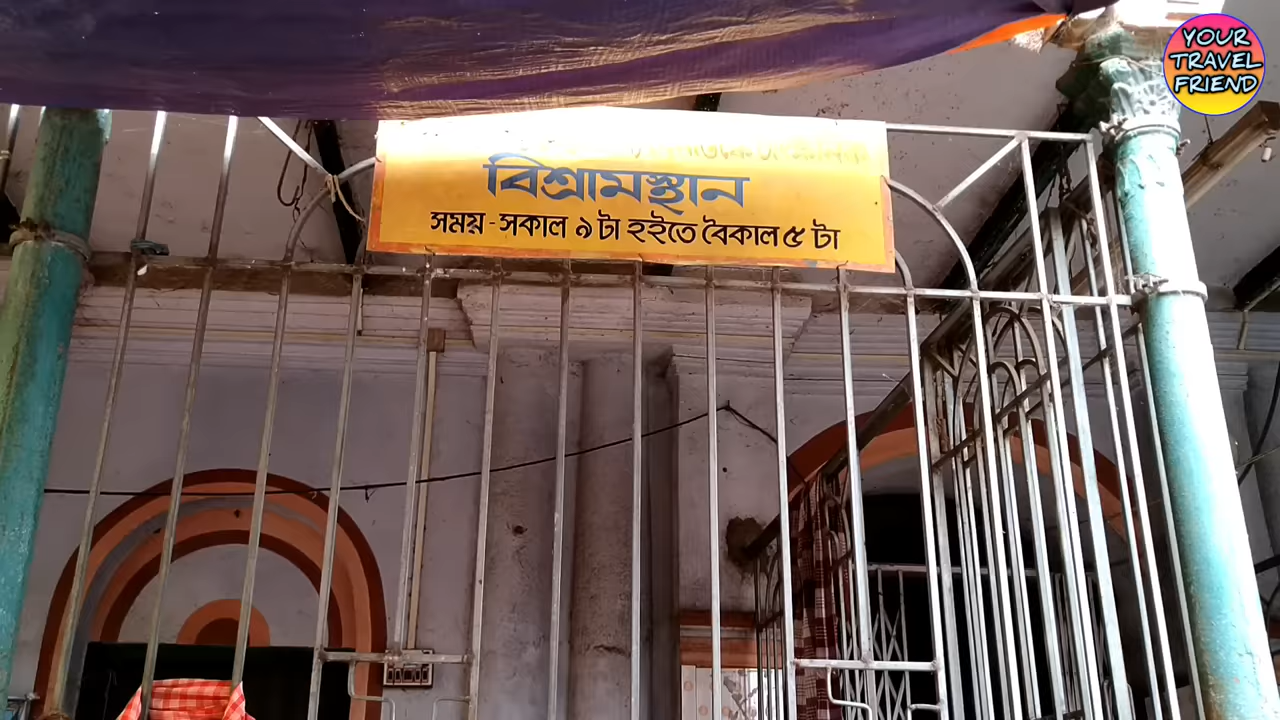 বিশ্রামস্থান
সময় - সকাল ৯ টা হইতে বৈকাল ৫ টা
YOUR
TRAVEL
FRIEND